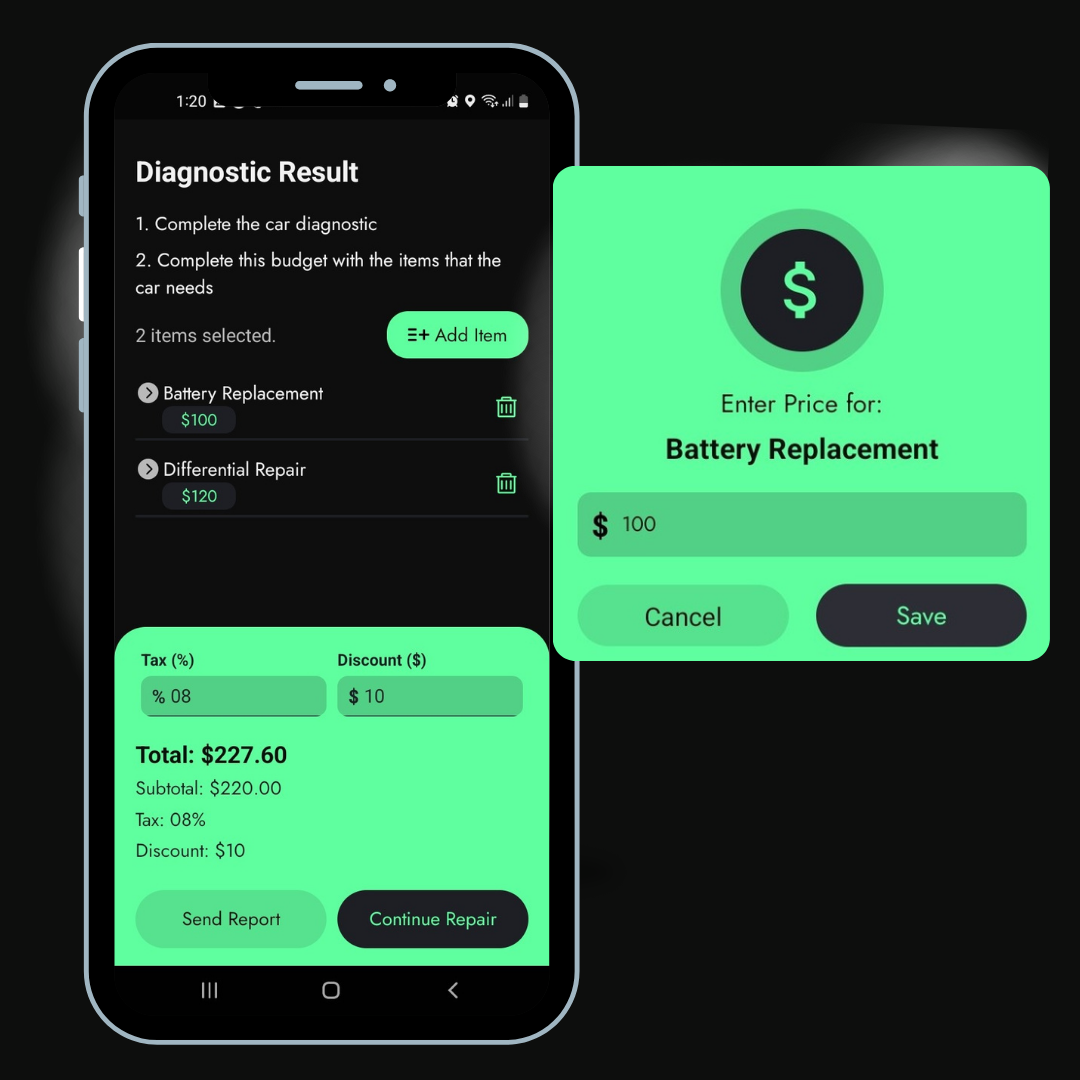 1:20
Diagnostic Result
1. Complete the car diagnostic
2. Complete this budget with the items that the
car needs
2 items selected.
Add Item
Battery Replacement
$100
Differential Repair
$120
Tax (%)
Discount ($)
% 08
$ 10
Total: $227.60
Subtotal: $220.00
Tax: 08%
Discount: $10
Send Report
Continue Repair
$
Enter Price for:
Battery Replacement
$ 100
Cancel
Save